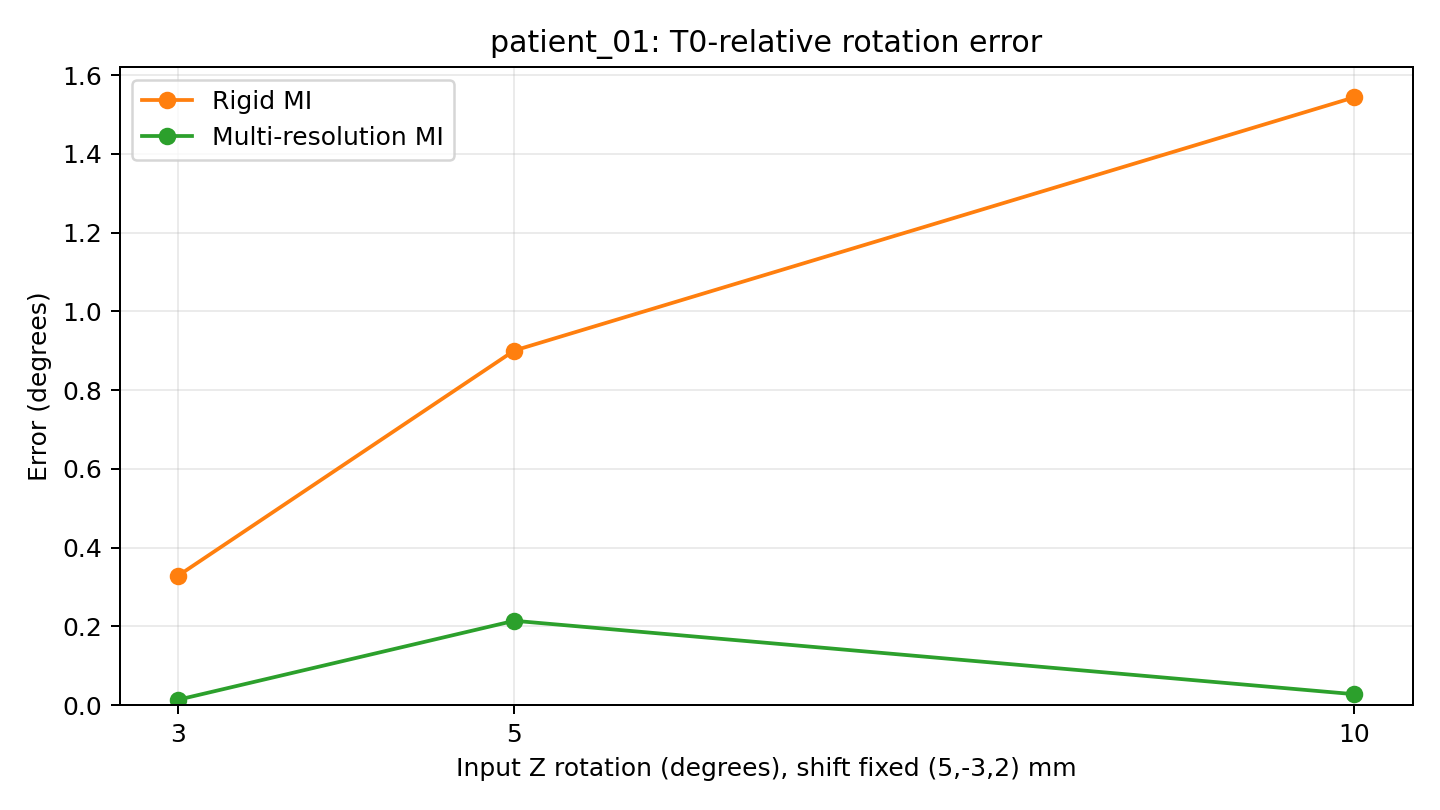 patient_01: T0-relative rotation error
Rigid MI
Multi-resolution MI
Error (degrees)
1.6
1.4
1.2
1.0
0.8
0.6
0.4
0.2
0.0
3
5
10
Input Z rotation (degrees), shift fixed (5,-3,2) mm